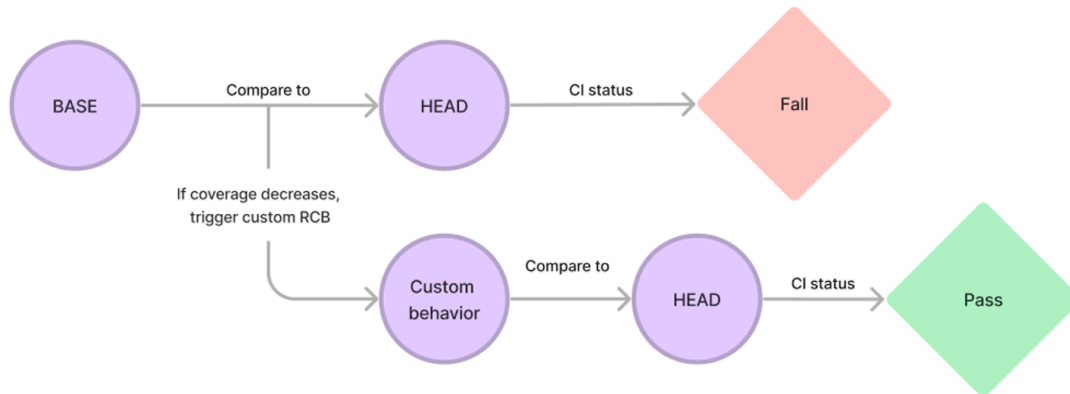 BASE
Compare to
HEAD
CI status
Fall
If coverage decreases,
trigger custom RCB
Custom
behavior
Compare to
HEAD
CI status
Pass